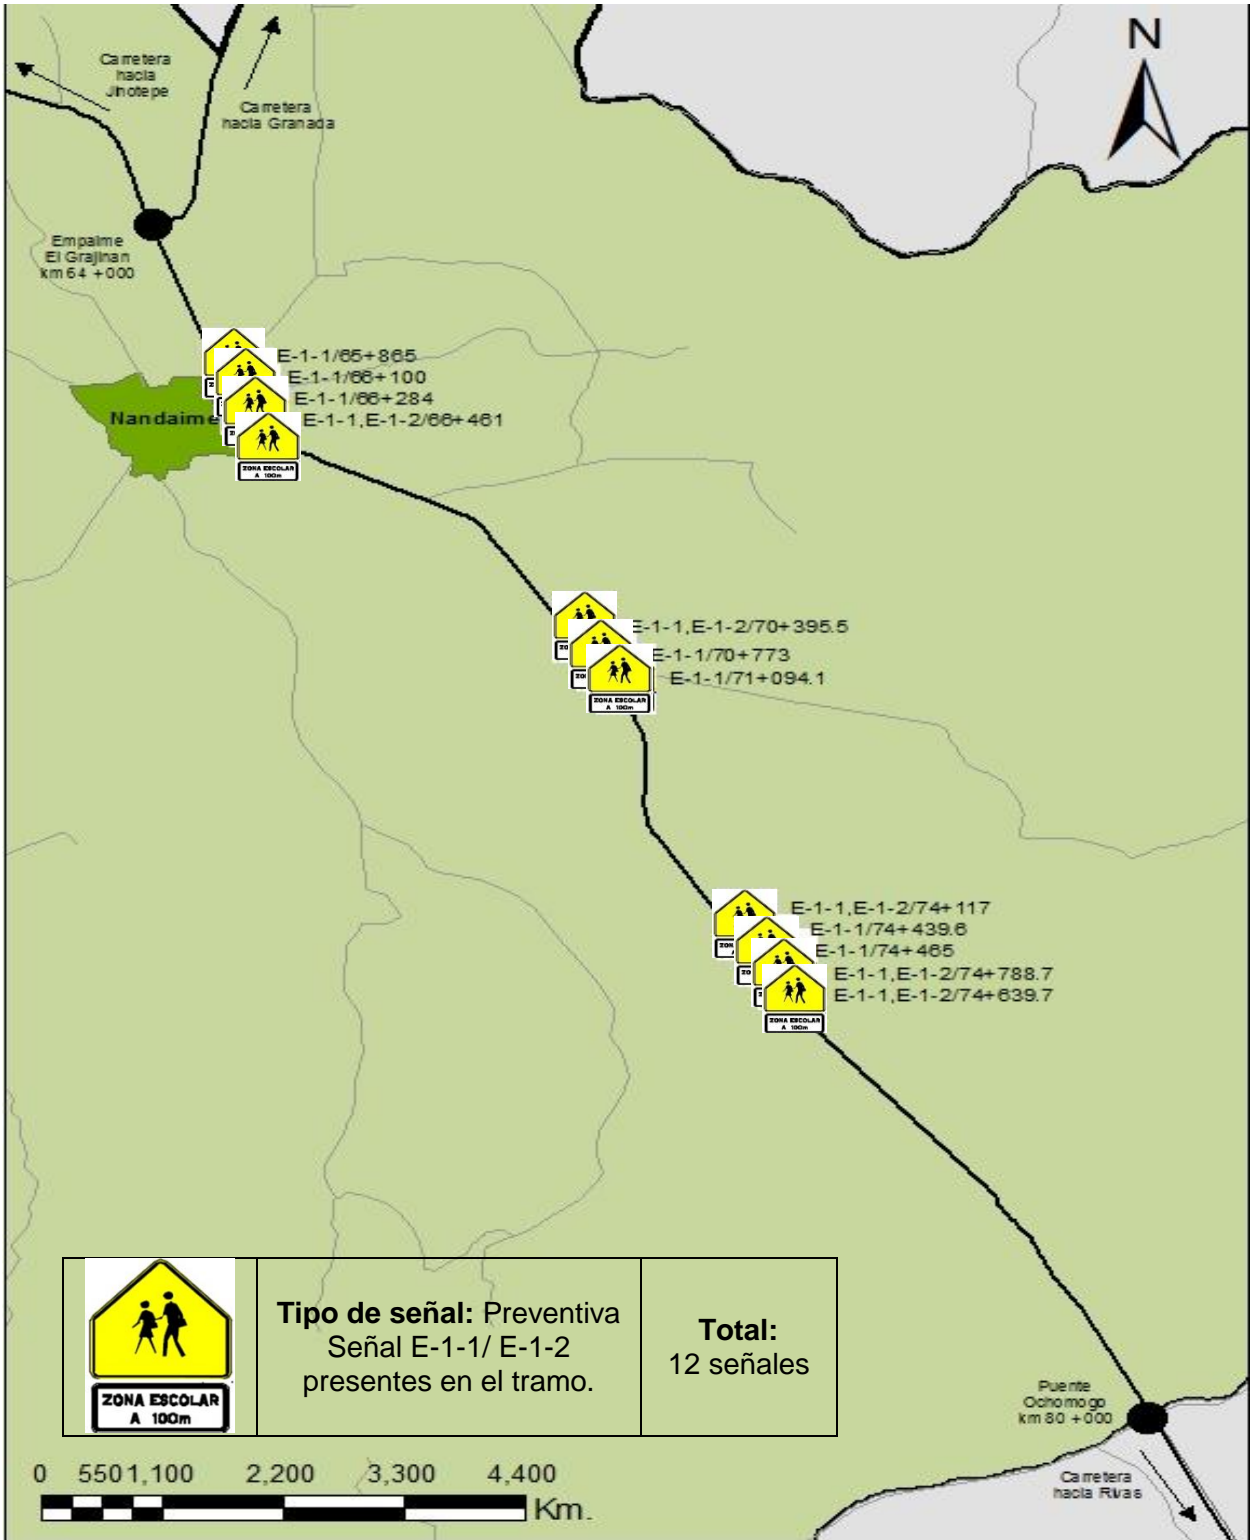 N
Carretera
hacia
Jinotepe
Carretera
hacia Granada
Empalme
El Grajinan
km 64 +000
E-1-1/65+865
E-1-1/66+100
E-1-1/66+284
Nandaime
E-1-1,E-1-2/66+461
ZONA ESCOLAR
A 100m
E-1-1,E-1-2/70+395.5
E-1-1/70+773
E-1-1/71+094.1
ZONA ESCOLAR
A 100m
E-1-1,E-1-2/74+117
E-1-1/74+439.6
E-1-1/74+465
E-1-1,E-1-2/74+788.7
E-1-1,E-1-2/74+639.7
ZONA ESCOLAR
A 100m
ZONA ESCOLAR
A 100m
Tipo de señal: Preventiva
Señal E-1-1/ E-1-2
presentes en el tramo.
Total:
12 señales
Puente
Ochomogo
km 80 +000
Carretera
hacia Rivas
0 550 1,100 2,200 3,300 4,400
Km.